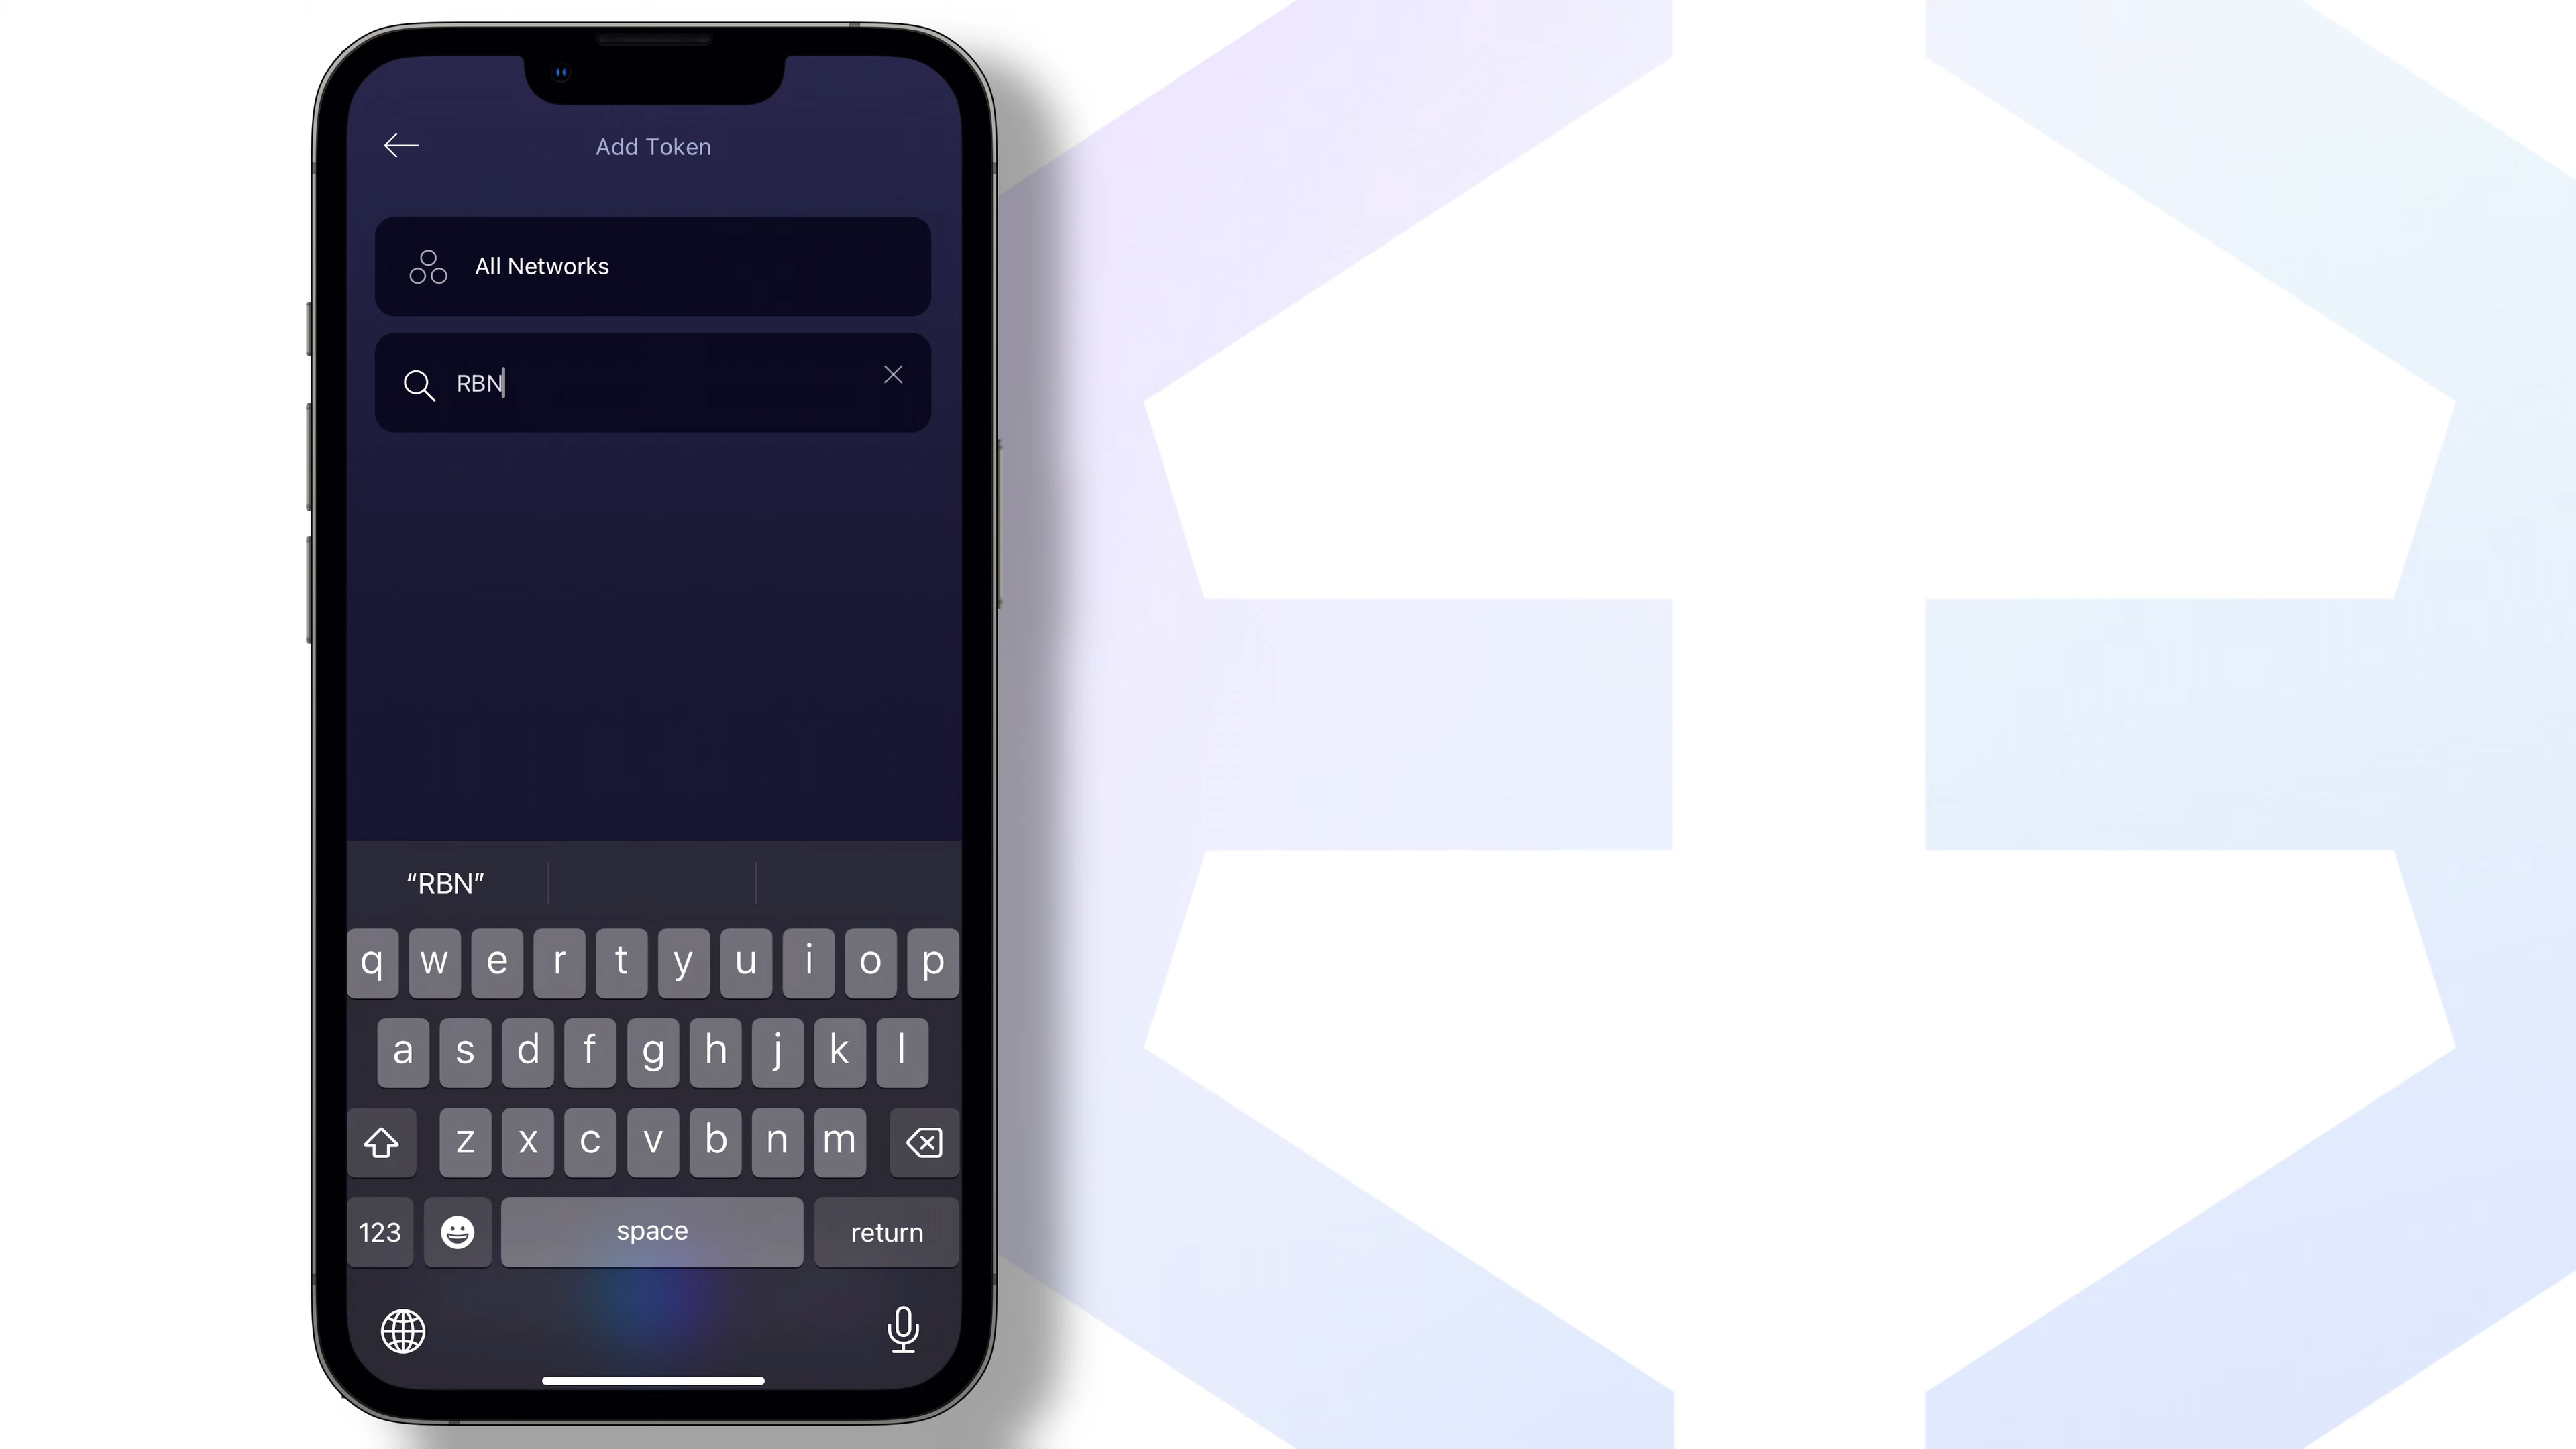 Add Token
All Networks
RBN
“RBN”
q w e r t y u i o p
a s d f g h j k l
z x c v b n m
123 space return